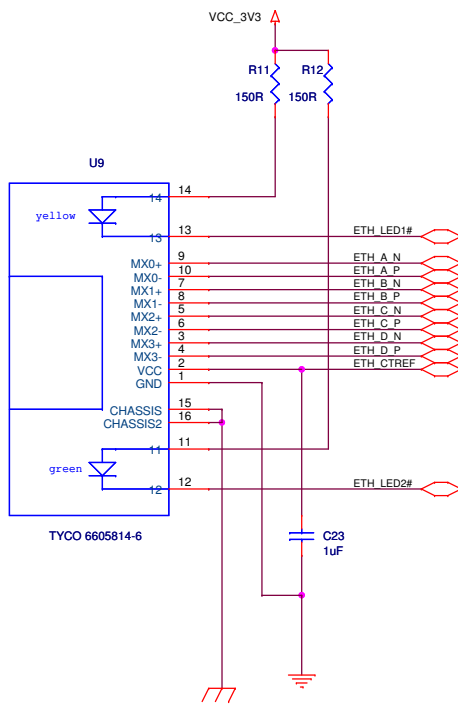 VCC_3V3
R11 R12
150R 150R
U9
14 14
yellow
13 13 ETH_LED1#
MX0+ 9 ETH_A_N
MX0- 10 ETH_A_P
MX1+ 7 ETH_B_N
MX1- 8 ETH_B_P
MX2+ 5 ETH_C_N
MX2- 6 ETH_C_P
MX3+ 3 ETH_D_N
MX3- 4 ETH_D_P
VCC 2 ETH_CTREF
GND 1
CHASSIS 15
CHASSIS2 16
11 11
green
12 12 ETH_LED2#
TYCO 6605814-6
C23
1uF